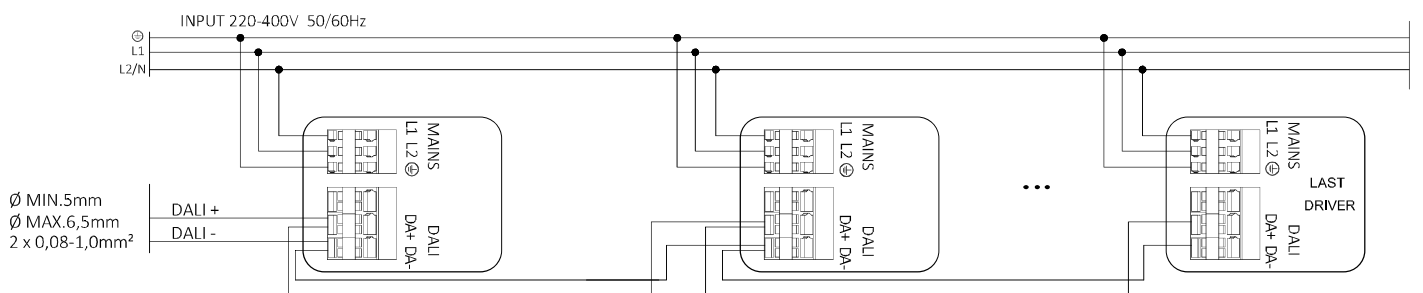 INPUT 220-400V 50/60Hz
L1
L2/N
MAINS
L1 L2
DALI
DA+ DA-
MAINS
L1 L2
DALI
DA+ DA-
...
MAINS
L1 L2
DALI
DA+ DA-
LAST
DRIVER
Ø MIN.5mm
Ø MAX.6,5mm
2 x 0,08-1,0mm²
DALI +
DALI -